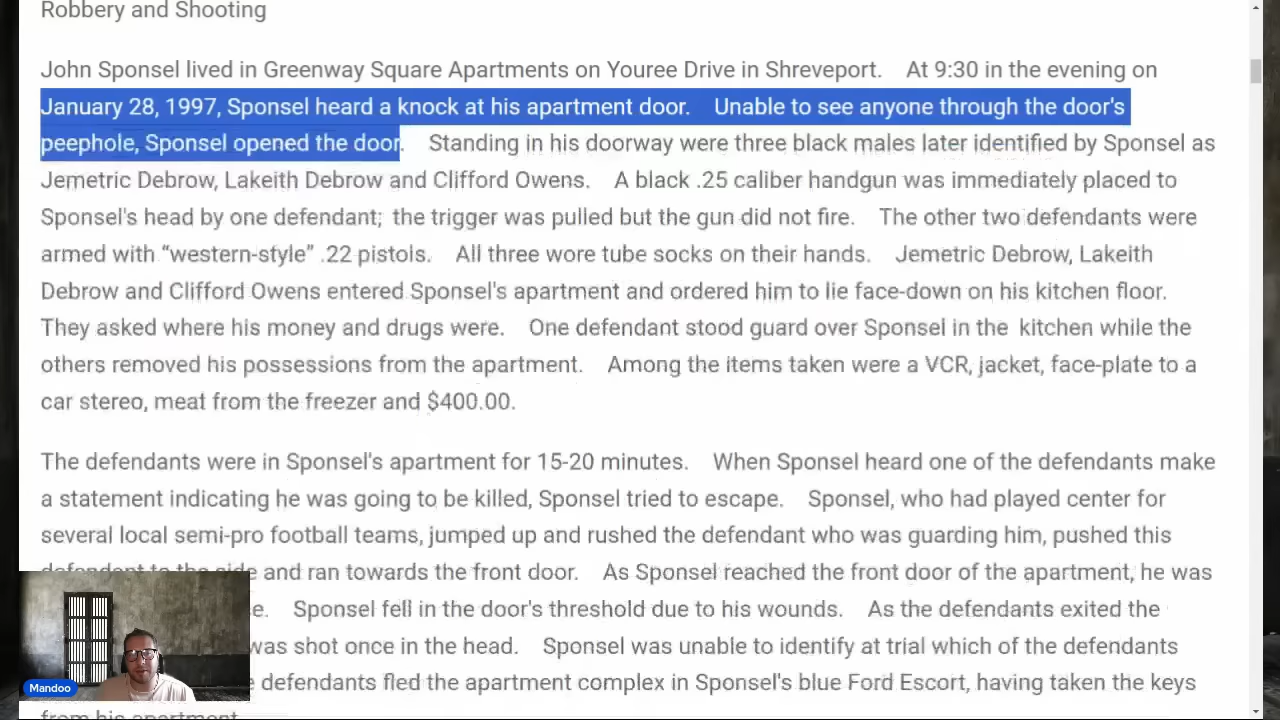 Robbery and Shooting
John Sponsel lived in Greenway Square Apartments on Youree Drive in Shreveport. At 9:30 in the evening on
January 28, 1997, Sponsel heard a knock at his apartment door. Unable to see anyone through the door's
peephole, Sponsel opened the door. Standing in his doorway were three black males later identified by Sponsel as
Jemetric Debrow, Lakeith Debrow and Clifford Owens. A black .25 caliber handgun was immediately placed to
Sponsel's head by one defendant; the trigger was pulled but the gun did not fire. The other two defendants were
armed with “western-style” .22 pistols. All three wore tube socks on their hands. Jemetric Debrow, Lakeith
Debrow and Clifford Owens entered Sponsel's apartment and ordered him to lie face-down on his kitchen floor.
They asked where his money and drugs were. One defendant stood guard over Sponsel in the kitchen while the
others removed his possessions from the apartment. Among the items taken were a VCR, jacket, face-plate to a
car stereo, meat from the freezer and $400.00.
The defendants were in Sponsel's apartment for 15-20 minutes. When Sponsel heard one of the defendants make
a statement indicating he was going to be killed, Sponsel tried to escape. Sponsel, who had played center for
several local semi-pro football teams, jumped up and rushed the defendant who was guarding him, pushed this
defendant to the side and ran towards the front door. As Sponsel reached the front door of the apartment, he was
e. Sponsel fell in the door's threshold due to his wounds. As the defendants exited the
was shot once in the head. Sponsel was unable to identify at trial which of the defendants
defendants fled the apartment complex in Sponsel's blue Ford Escort, having taken the keys
from his apartment.
Mandoo